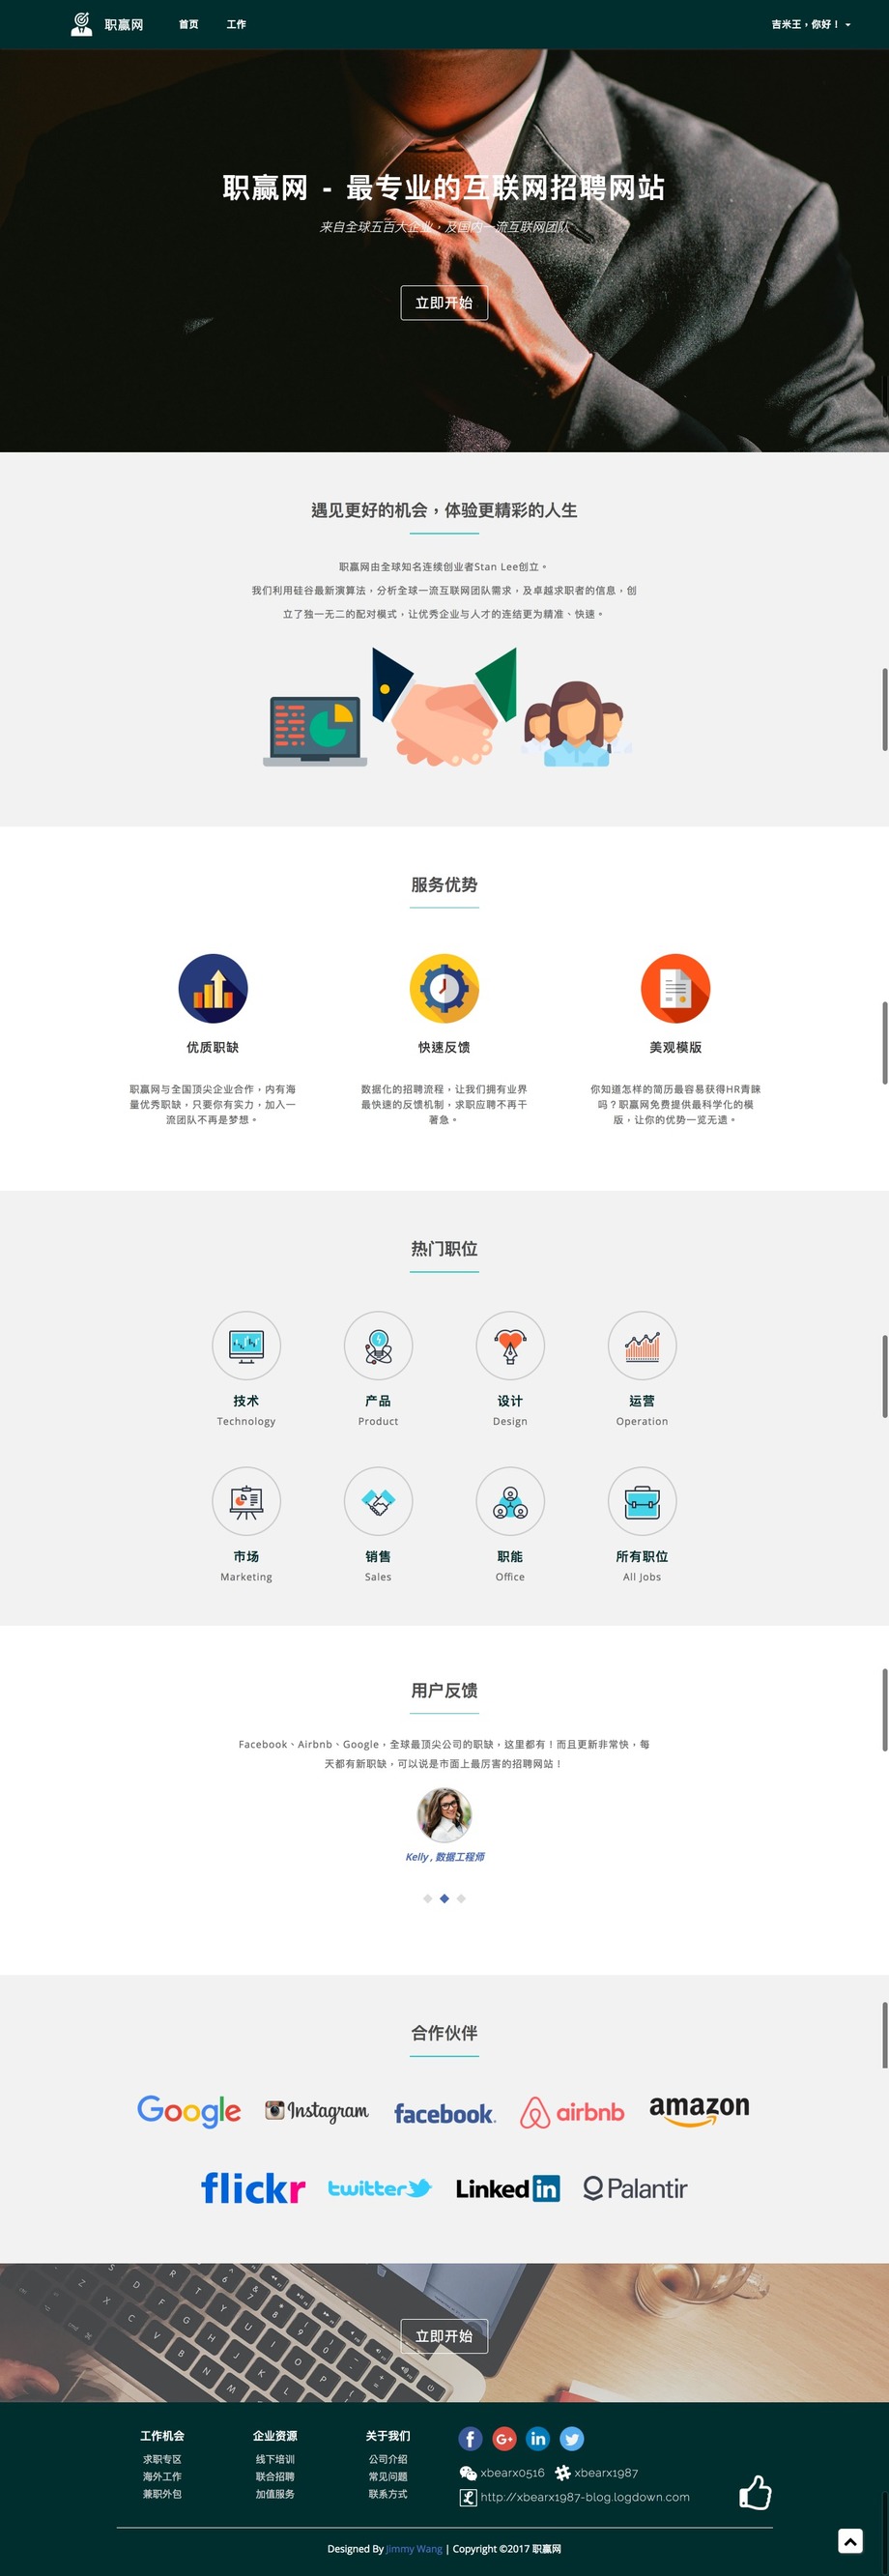 职赢网
首页
工作
吉米王，你好！
职赢网 - 最专业的互联网招聘网站
来自全球五百大企业，及国内一流互联网团队
立即开始
遇见更好的机会，体验更精彩的人生
职赢网由全球知名连续创业者Stan Lee创立。
我们利用硅谷最新演算法，分析全球一流互联网团队需求，及卓越求职者的信息，创
立了独一无二的配对模式，让优秀企业与人才的连结更为精准、快速。
服务优势
优质职缺
职赢网与全国顶尖企业合作，内有海
量优秀职缺，只要你有实力，加入一
流团队不再是梦想。
快速反馈
数据化的招聘流程，让我们拥有业界
最快速的反馈机制，求职应聘不再干
著急。
美观模版
你知道怎样的简历最容易获得HR青睐
吗？职赢网免费提供最科学化的模
版，让你的优势一览无遗。
热门职位
技术
Technology
产品
Product
设计
Design
运营
Operation
市场
Marketing
销售
Sales
职能
Office
所有职位
All Jobs
用户反馈
Facebook、Airbnb、Google，全球最顶尖公司的职缺，这里都有！而且更新非常快，每
天都有新职缺，可以说是市面上最厉害的招聘网站！
Kelly , 数据工程师
合作伙伴
Google
Instagram
facebook.
airbnb
amazon
flickr
twitter
Linked in
Palantir
立即开始
工作机会
求职专区
海外工作
兼职外包
企业资源
线下培训
联合招聘
加值服务
关于我们
公司介绍
常见问题
联系方式
xbearx0516
xbearx1987
http://xbearx1987-blog.logdown.com
Designed By Jimmy Wang | Copyright ©2017 职赢网